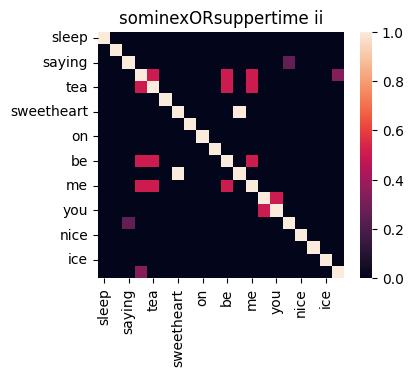 sominexORsuppertime ii
sleep
saying
tea
sweetheart
on
be
me
you
nice
ice
1.0
0.8
0.6
0.4
0.2
0.0
sleep
saying
tea
sweetheart
on
be
me
you
nice
ice